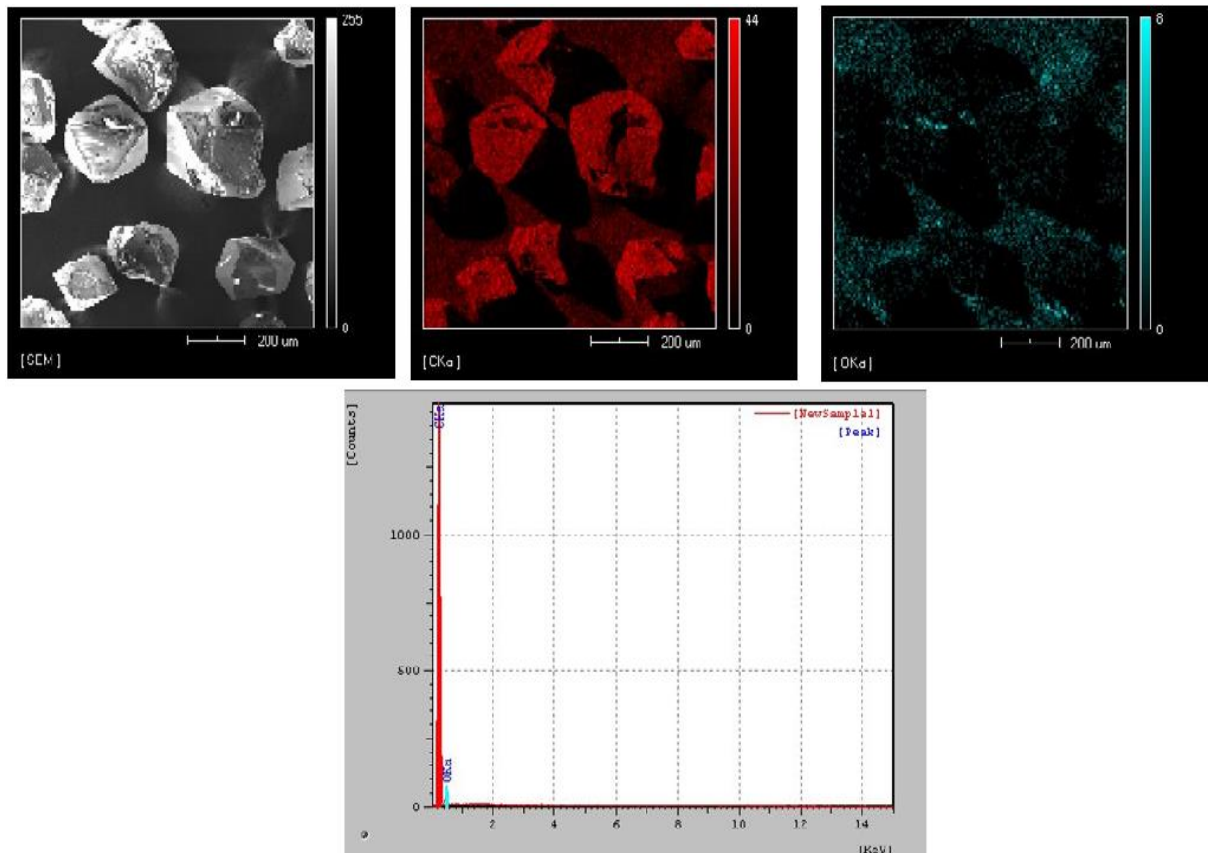 255
0
200 um
[SEM]
44
0
200 um
[CKa]
8
0
200 um
[OKa]
[Counts]
CKa
[NewSample1]
[Peak]
1000
500
OKa
0
2
4
6
8
10
12
14
[KeV]